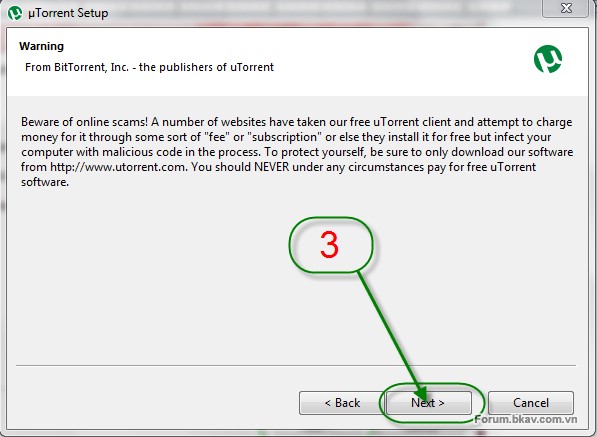 µTorrent Setup
Warning
From BitTorrent, Inc. - the publishers of uTorrent
Beware of online scams! A number of websites have taken our free uTorrent client and attempt to charge
money for it through some sort of "fee" or "subscription" or else they install it for free but infect your
computer with malicious code in the process. To protect yourself, be sure to only download our software
from http://www.utorrent.com. You should NEVER under any circumstances pay for free uTorrent
software.
3
< Back Next > Cancel
Forum.bkav.com.vn